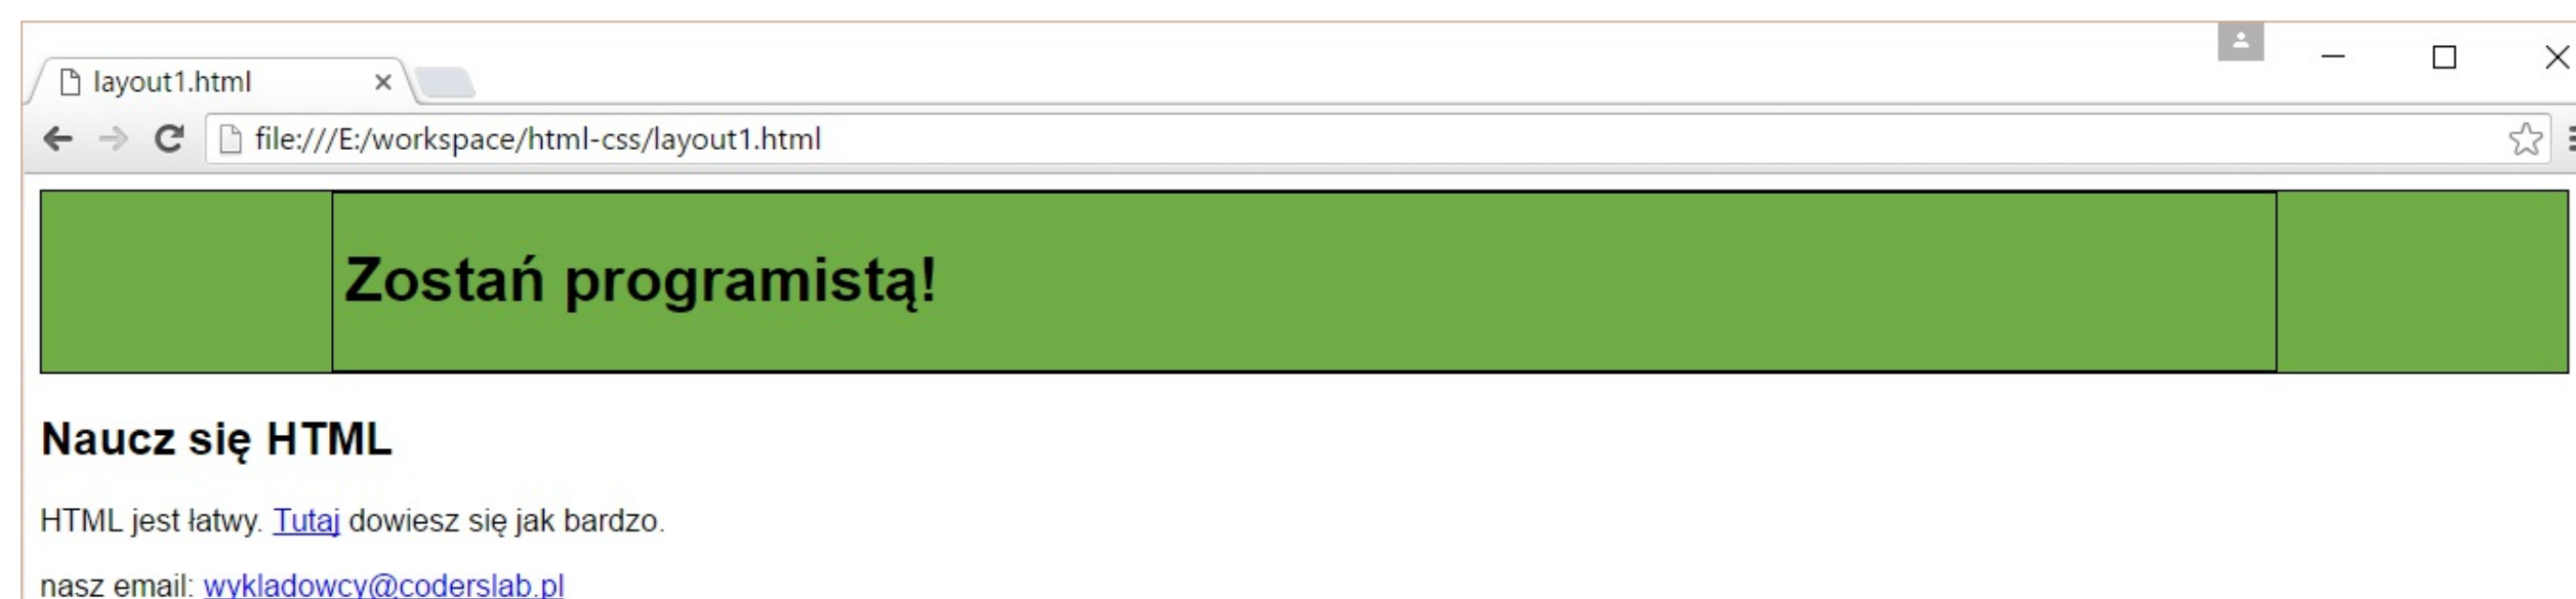 layout1.html
file:///E:/workspace/html-css/layout1.html
Zostań programistą!
Naucz się HTML
HTML jest łatwy. Tutaj dowiesz się jak bardzo.
nasz email: wykladowcy@coderslab.pl